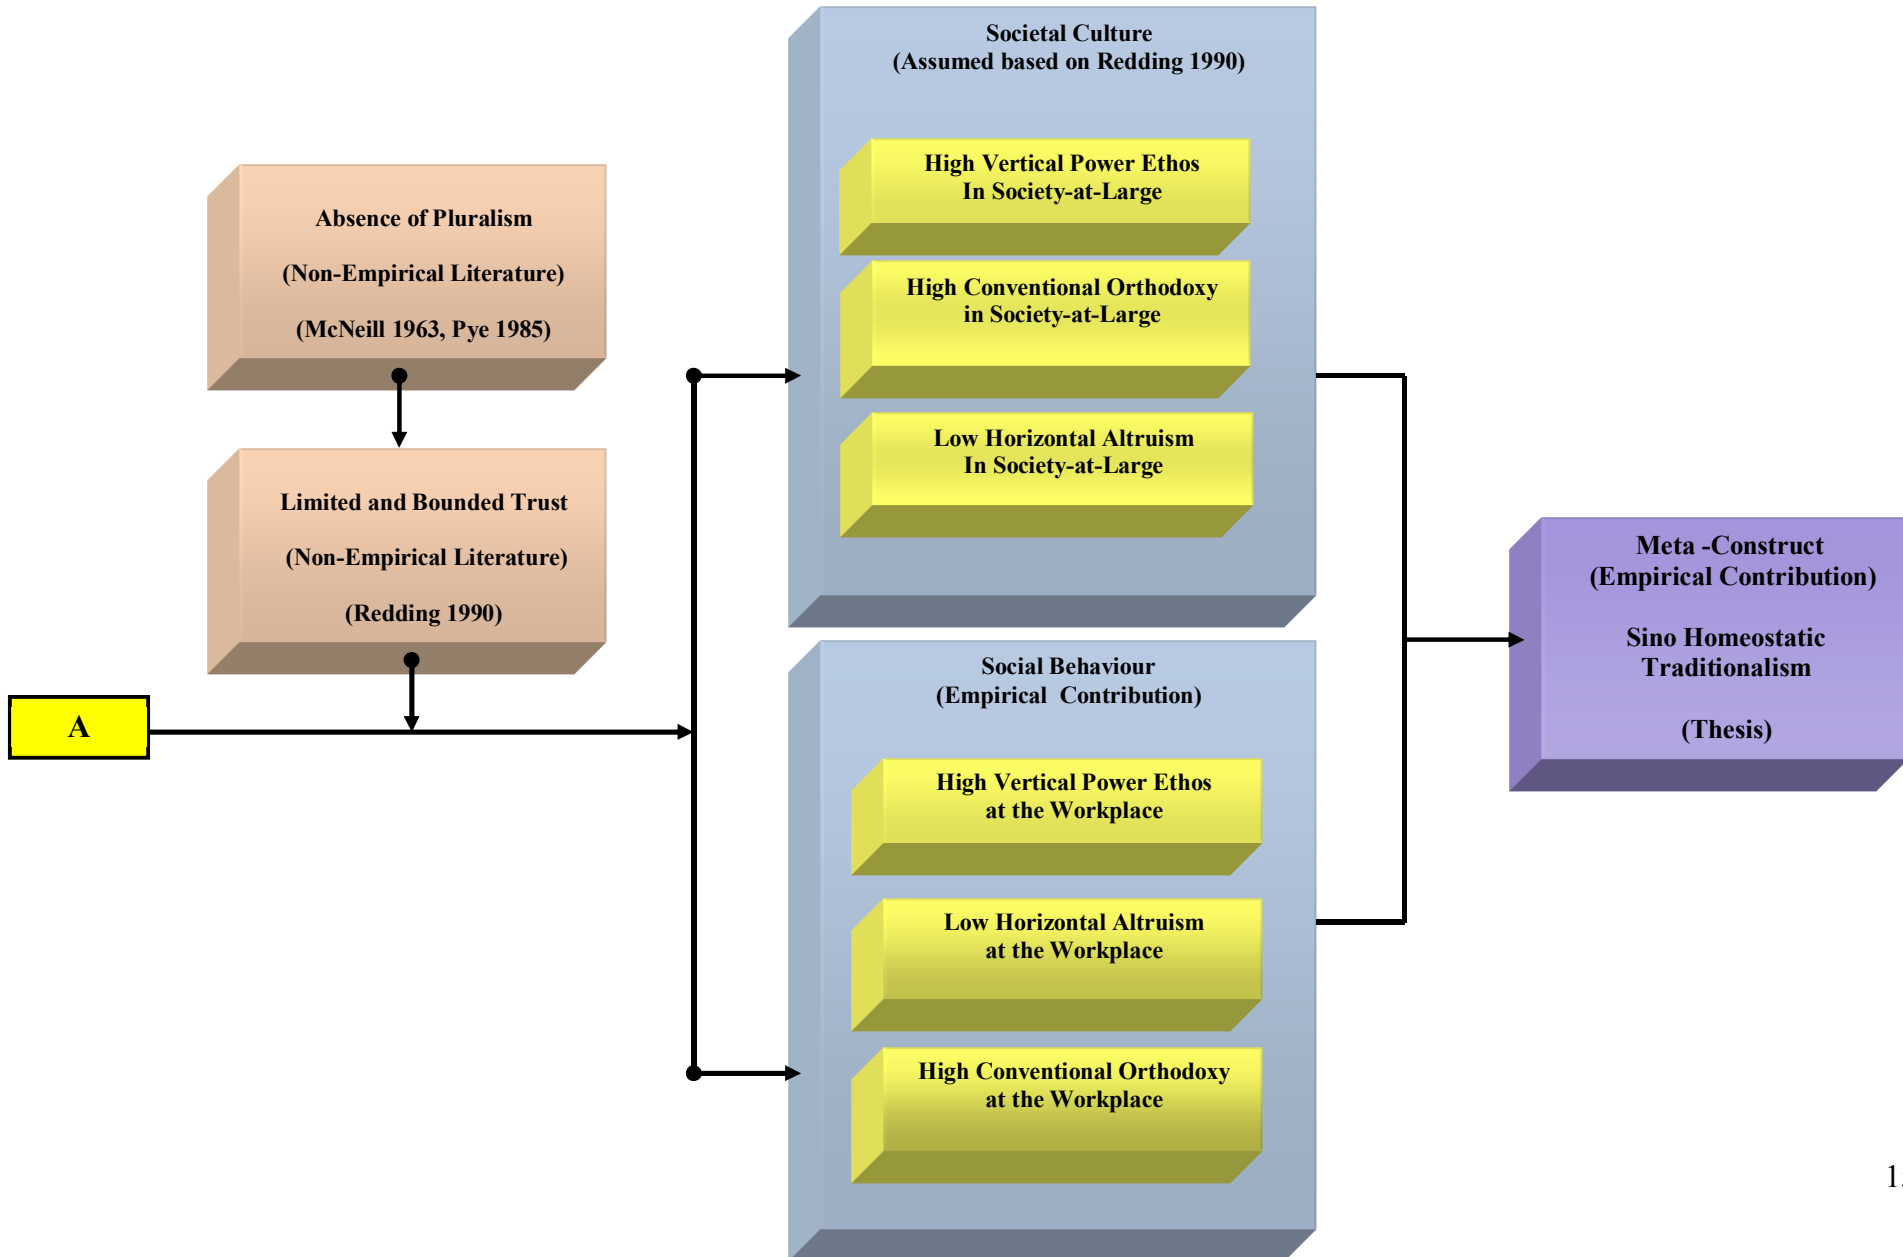 Societal Culture
(Assumed based on Redding 1990)
High Vertical Power Ethos
In Society-at-Large
High Conventional Orthodoxy
in Society-at-Large
Low Horizontal Altruism
In Society-at-Large
Absence of Pluralism
(Non-Empirical Literature)
(McNeill 1963, Pye 1985)
Limited and Bounded Trust
(Non-Empirical Literature)
(Redding 1990)
A
Social Behaviour
(Empirical Contribution)
High Vertical Power Ethos
at the Workplace
Low Horizontal Altruism
at the Workplace
High Conventional Orthodoxy
at the Workplace
Meta -Construct
(Empirical Contribution)
Sino Homeostatic
Traditionalism
(Thesis)